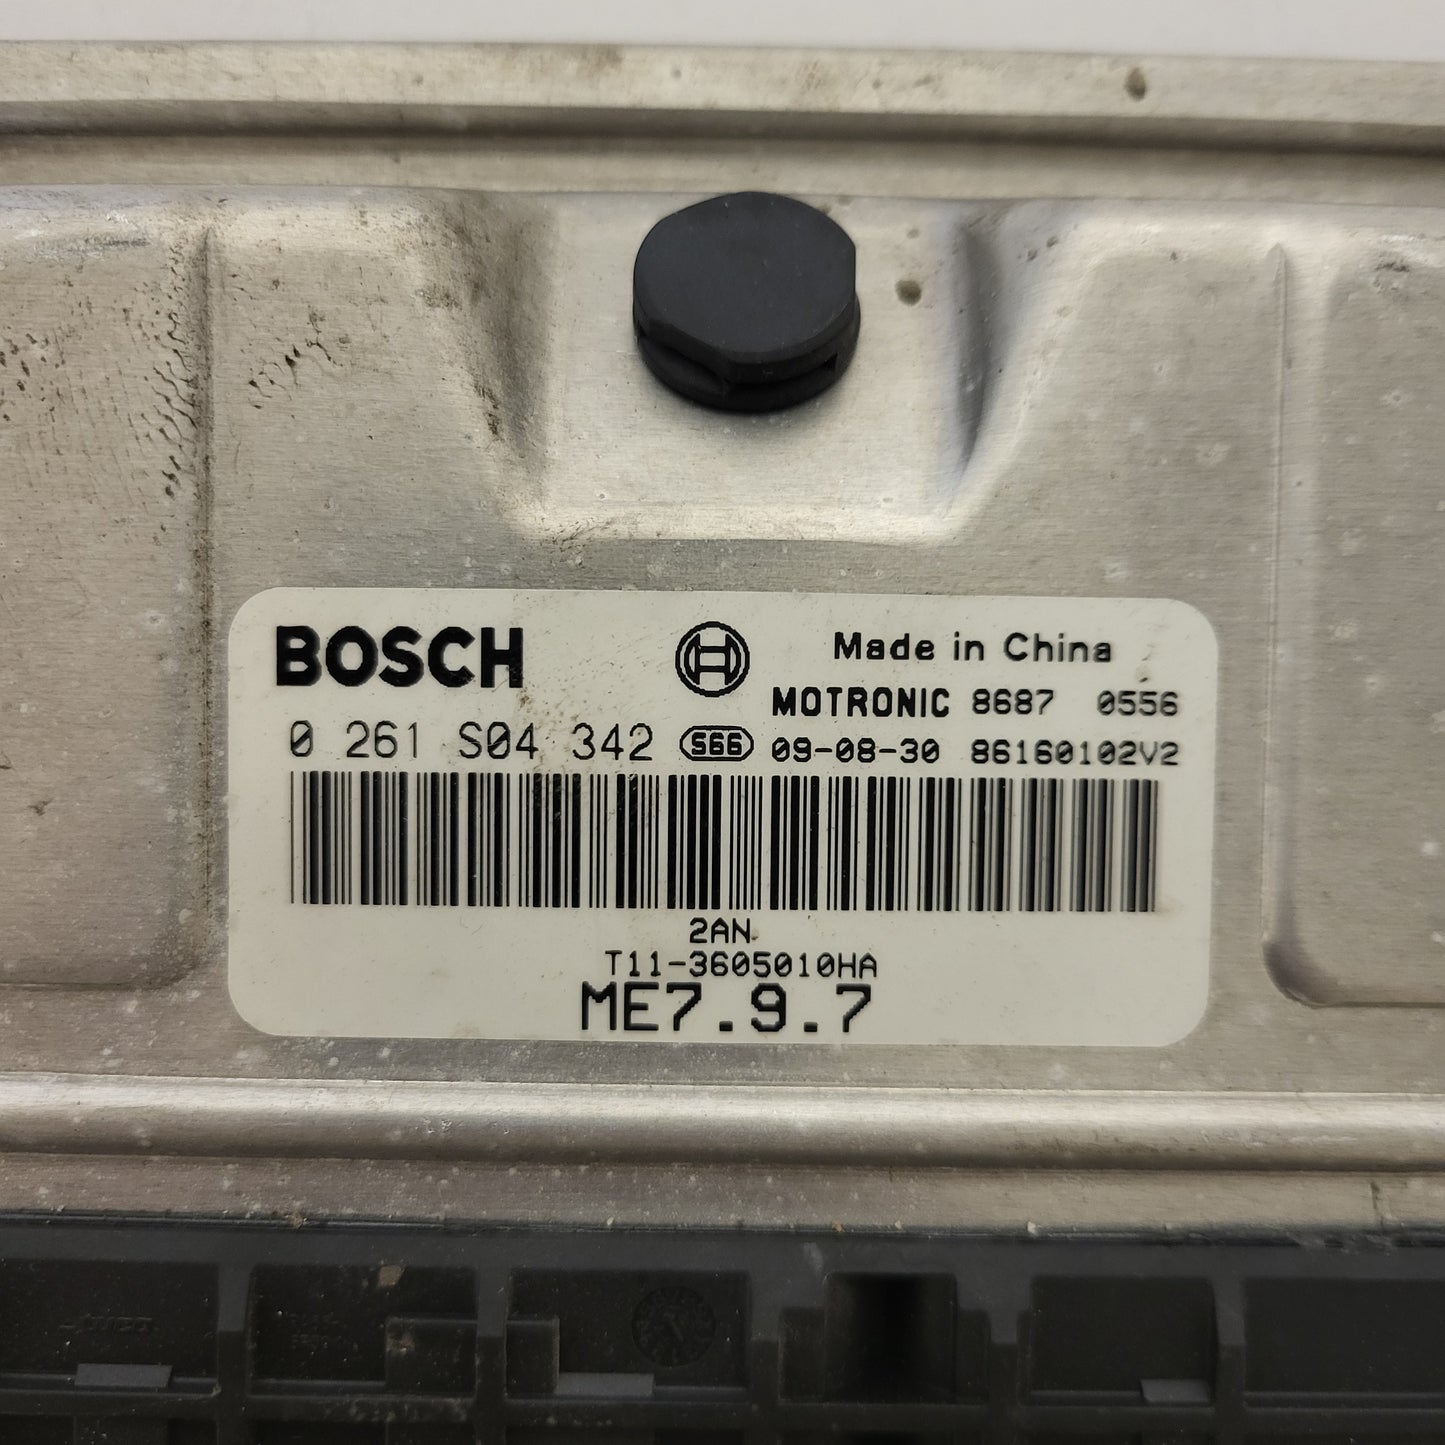 BOSCH
Made in China
MOTRONIC 8687 0556
0 261 S04 342 S66 09-08-30 86160102V2
2AN
T11-3605010HA
ME7.9.7